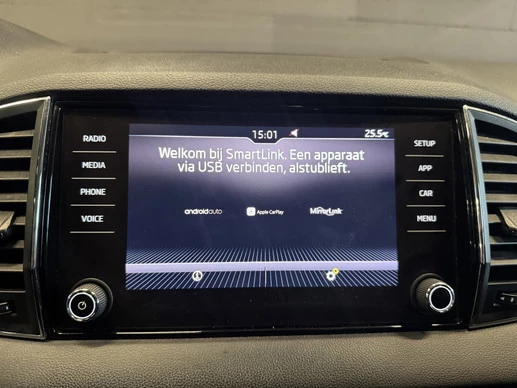 RADIO
MEDIA
PHONE
VOICE
15:01
25.5°C
Welkom bij SmartLink. Een apparaat
via USB verbinden, alstublieft.
androidauto
Apple CarPlay
MirrorLink
SETUP
APP
CAR
MENU